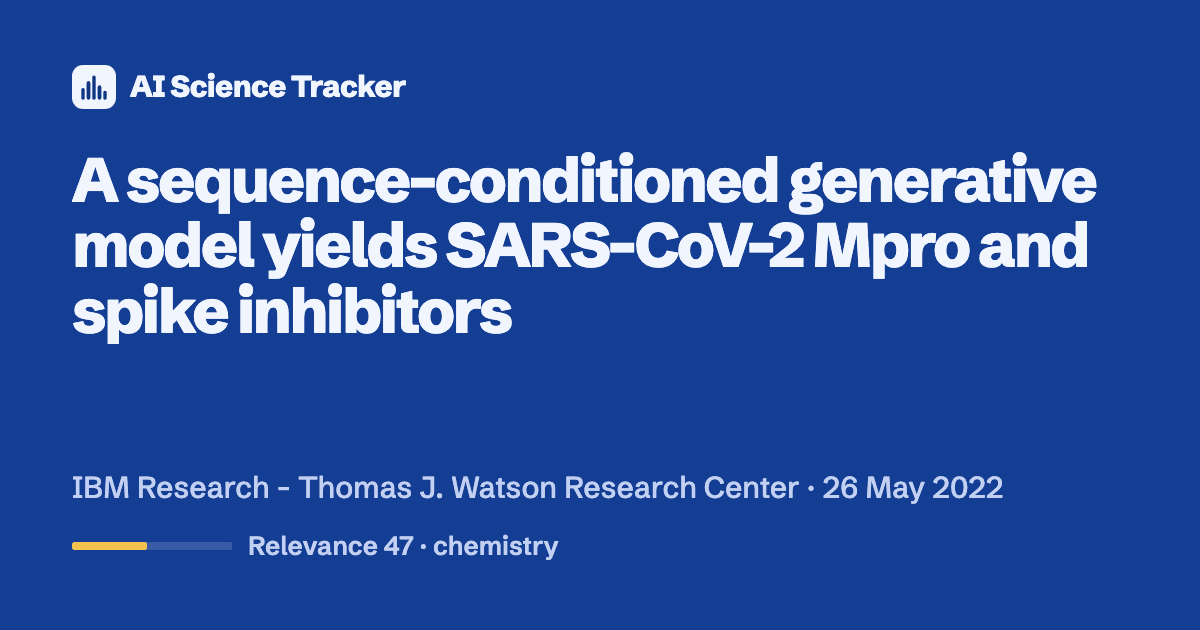 AI Science Tracker
A sequence-conditioned generative
model yields SARS-CoV-2 Mpro and
spike inhibitors
IBM Research - Thomas J. Watson Research Center · 26 May 2022
Relevance 47 · chemistry